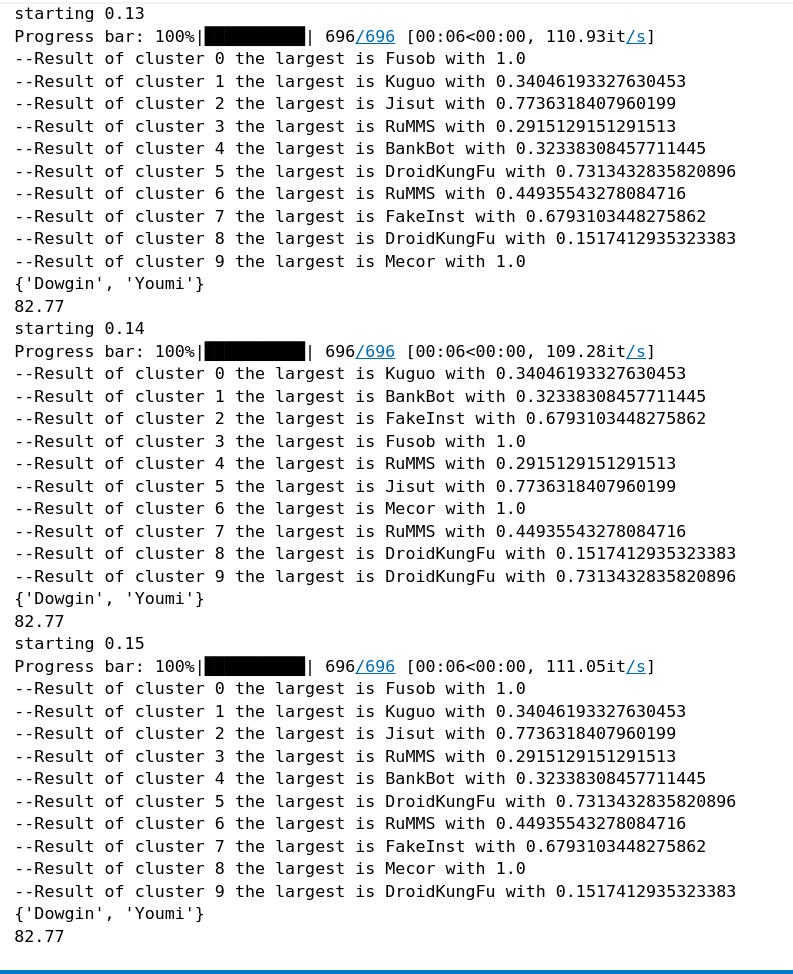 starting 0.13
Progress bar: 100%|██████████| 696/696 [00:06<00:00, 110.93it/s]
--Result of cluster 0 the largest is Fusob with 1.0
--Result of cluster 1 the largest is Kuguo with 0.34046193327630453
--Result of cluster 2 the largest is Jisut with 0.7736318407960199
--Result of cluster 3 the largest is RuMMS with 0.2915129151291513
--Result of cluster 4 the largest is BankBot with 0.32338308457711445
--Result of cluster 5 the largest is DroidKungFu with 0.7313432835820896
--Result of cluster 6 the largest is RuMMS with 0.44935543278084716
--Result of cluster 7 the largest is FakeInst with 0.6793103448275862
--Result of cluster 8 the largest is DroidKungFu with 0.1517412935323383
--Result of cluster 9 the largest is Mecor with 1.0
{'Dowgin', 'Youmi'}
82.77
starting 0.14
Progress bar: 100%|██████████| 696/696 [00:06<00:00, 109.28it/s]
--Result of cluster 0 the largest is Kuguo with 0.34046193327630453
--Result of cluster 1 the largest is BankBot with 0.32338308457711445
--Result of cluster 2 the largest is FakeInst with 0.6793103448275862
--Result of cluster 3 the largest is Fusob with 1.0
--Result of cluster 4 the largest is RuMMS with 0.2915129151291513
--Result of cluster 5 the largest is Jisut with 0.7736318407960199
--Result of cluster 6 the largest is Mecor with 1.0
--Result of cluster 7 the largest is RuMMS with 0.44935543278084716
--Result of cluster 8 the largest is DroidKungFu with 0.1517412935323383
--Result of cluster 9 the largest is DroidKungFu with 0.7313432835820896
{'Dowgin', 'Youmi'}
82.77
starting 0.15
Progress bar: 100%|██████████| 696/696 [00:06<00:00, 111.05it/s]
--Result of cluster 0 the largest is Fusob with 1.0
--Result of cluster 1 the largest is Kuguo with 0.34046193327630453
--Result of cluster 2 the largest is Jisut with 0.7736318407960199
--Result of cluster 3 the largest is RuMMS with 0.2915129151291513
--Result of cluster 4 the largest is BankBot with 0.32338308457711445
--Result of cluster 5 the largest is DroidKungFu with 0.7313432835820896
--Result of cluster 6 the largest is RuMMS with 0.44935543278084716
--Result of cluster 7 the largest is FakeInst with 0.6793103448275862
--Result of cluster 8 the largest is Mecor with 1.0
--Result of cluster 9 the largest is DroidKungFu with 0.1517412935323383
{'Dowgin', 'Youmi'}
82.77